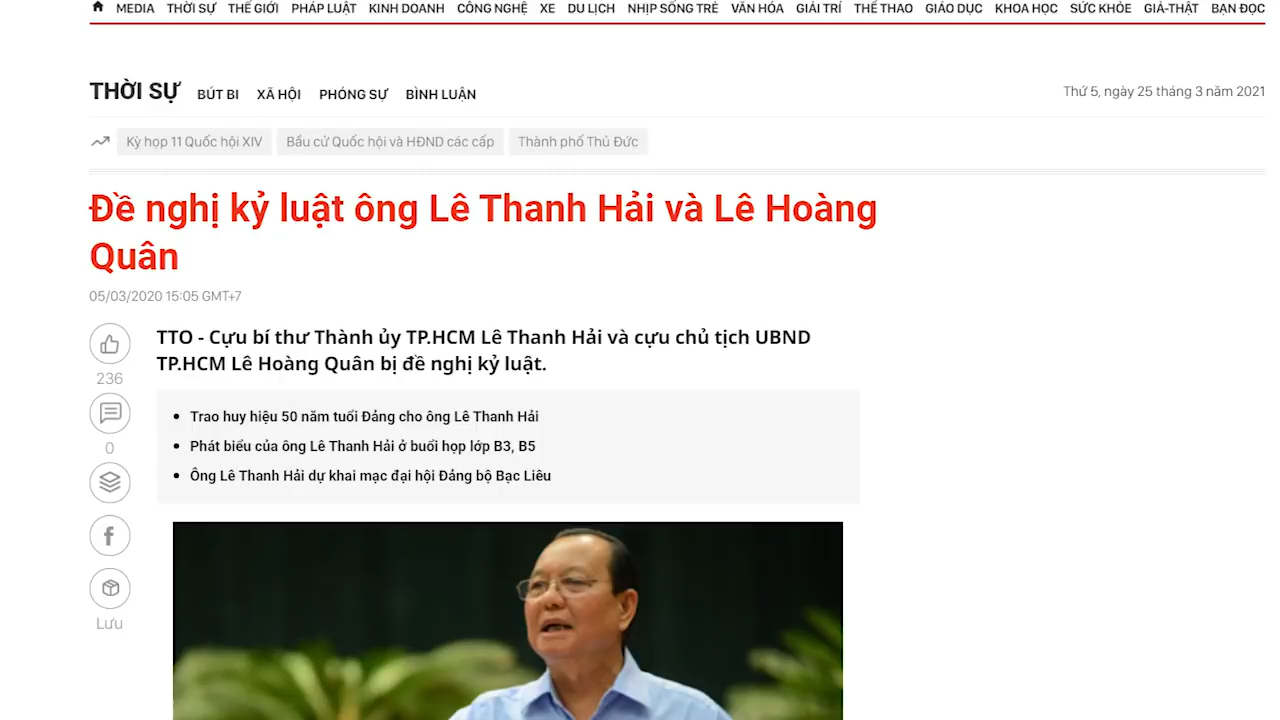 MEDIA THỜI SỰ THẾ GIỚI PHÁP LUẬT KINH DOANH CÔNG NGHỆ XE DU LỊCH NHỊP SỐNG TRẺ VĂN HÓA GIẢI TRÍ THỂ THAO GIÁO DỤC KHOA HỌC SỨC KHỎE GIẢ-THẬT BẠN ĐỌC
THỜI SỰ BÚT BI XÃ HỘI PHÓNG SỰ BÌNH LUẬN Thứ 5, ngày 25 tháng 3 năm 2021
Kỳ họp 11 Quốc hội XIV Bầu cử Quốc hội và HĐND các cấp Thành phố Thủ Đức
Đề nghị kỷ luật ông Lê Thanh Hải và Lê Hoàng
Quân
05/03/2020 15:05 GMT+7
TTO - Cựu bí thư Thành ủy TP.HCM Lê Thanh Hải và cựu chủ tịch UBND
TP.HCM Lê Hoàng Quân bị đề nghị kỷ luật.
236
Trao huy hiệu 50 năm tuổi Đảng cho ông Lê Thanh Hải
Phát biểu của ông Lê Thanh Hải ở buổi họp lớp B3, B5
0
Ông Lê Thanh Hải dự khai mạc đại hội Đảng bộ Bạc Liêu
Lưu